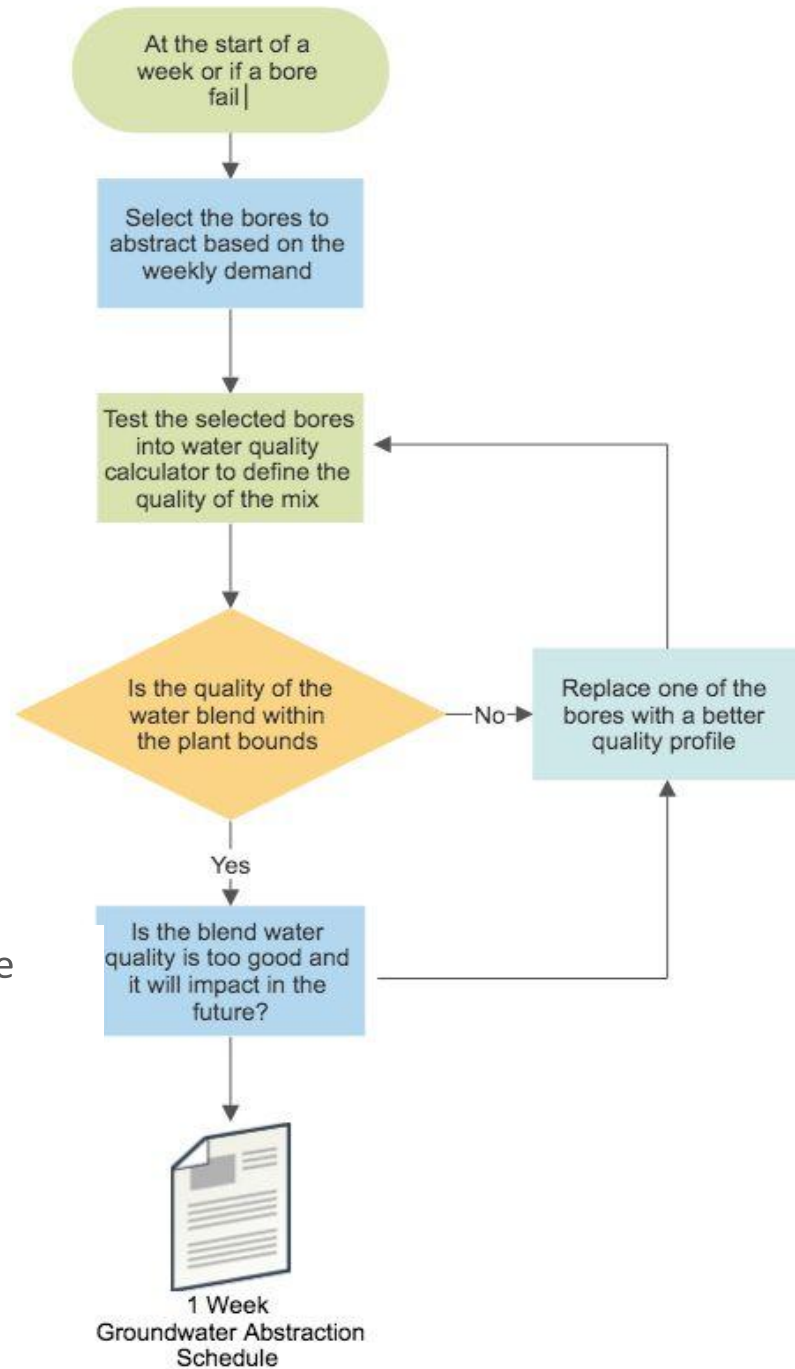 At the start of a
week or if a bore
fail
Select the bores to
abstract based on the
weekly demand
Test the selected bores
into water quality
calculator to define the
quality of the mix
Is the quality of the
water blend within
the plant bounds
No
Replace one of the
bores with a better
quality profile
Yes
e
Is the blend water
quality is too good and
it will impact in the
future?
1 Week
Groundwater Abstraction
Schedule